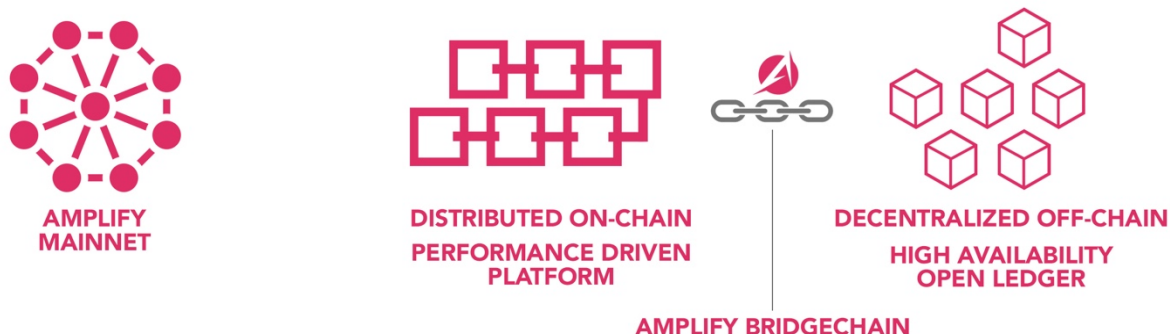 AMPLIFY
MAINNET
DISTRIBUTED ON-CHAIN
PERFORMANCE DRIVEN
PLATFORM
DECENTRALIZED OFF-CHAIN
HIGH AVAILABILITY
OPEN LEDGER
AMPLIFY BRIDGECHAIN